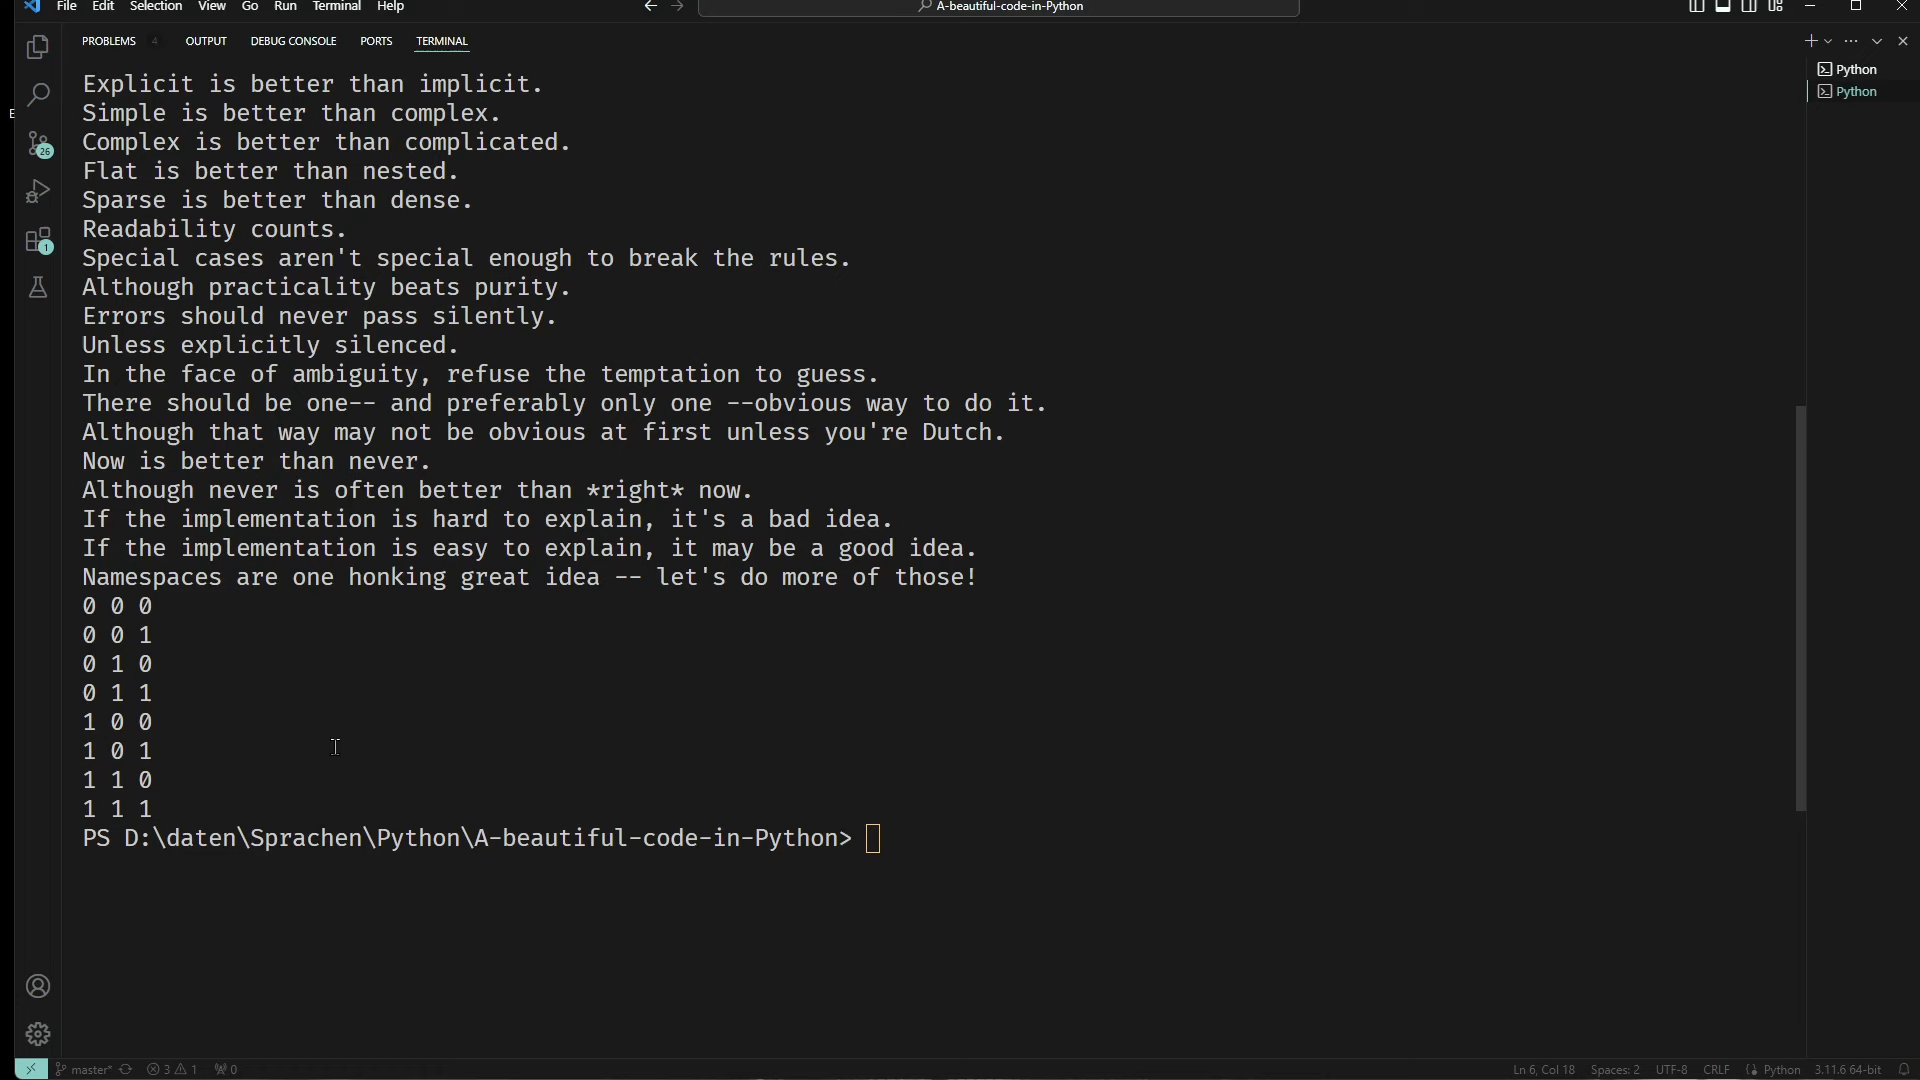 File Edit Selection View Go Run Terminal Help
A-beautiful-code-in-Python
PROBLEMS 4 OUTPUT DEBUG CONSOLE PORTS TERMINAL
Explicit is better than implicit.
Simple is better than complex.
Complex is better than complicated.
Flat is better than nested.
Sparse is better than dense.
Readability counts.
Special cases aren't special enough to break the rules.
Although practicality beats purity.
Errors should never pass silently.
Unless explicitly silenced.
In the face of ambiguity, refuse the temptation to guess.
There should be one-- and preferably only one --obvious way to do it.
Although that way may not be obvious at first unless you're Dutch.
Now is better than never.
Although never is often better than *right* now.
If the implementation is hard to explain, it's a bad idea.
If the implementation is easy to explain, it may be a good idea.
Namespaces are one honking great idea -- let's do more of those!
0 0 0
0 0 1
0 1 0
0 1 1
1 0 0
1 0 1
1 1 0
1 1 1
PS D:\daten\Sprachen\Python\A-beautiful-code-in-Python>
Python
Python
26
1
master* 3 1 0
Ln 6, Col 18 Spaces: 2 UTF-8 CRLF Python 3.11.6 64-bit